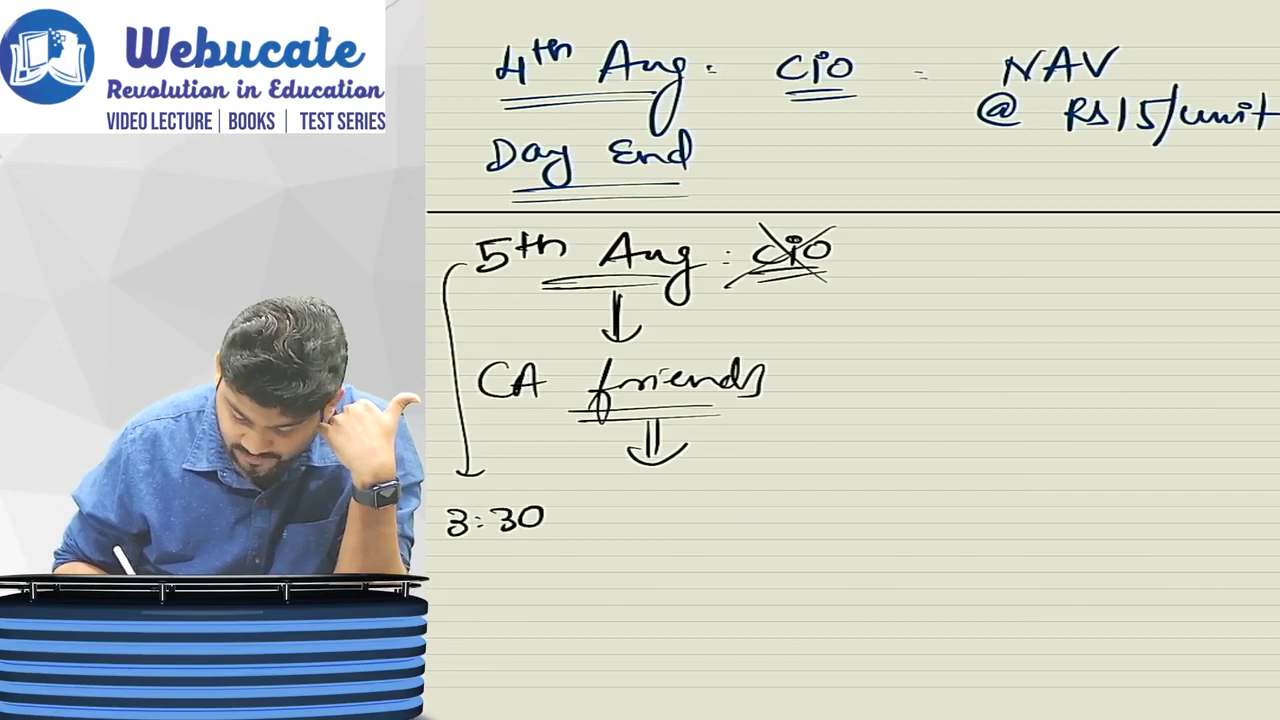 Webucate
Revolution in Education
VIDEO LECTURE | BOOKS | TEST SERIES
4th Aug : CIO = NAV
@ RS15/unit
Day End
5th Aug : CIO
CA friends
3:30